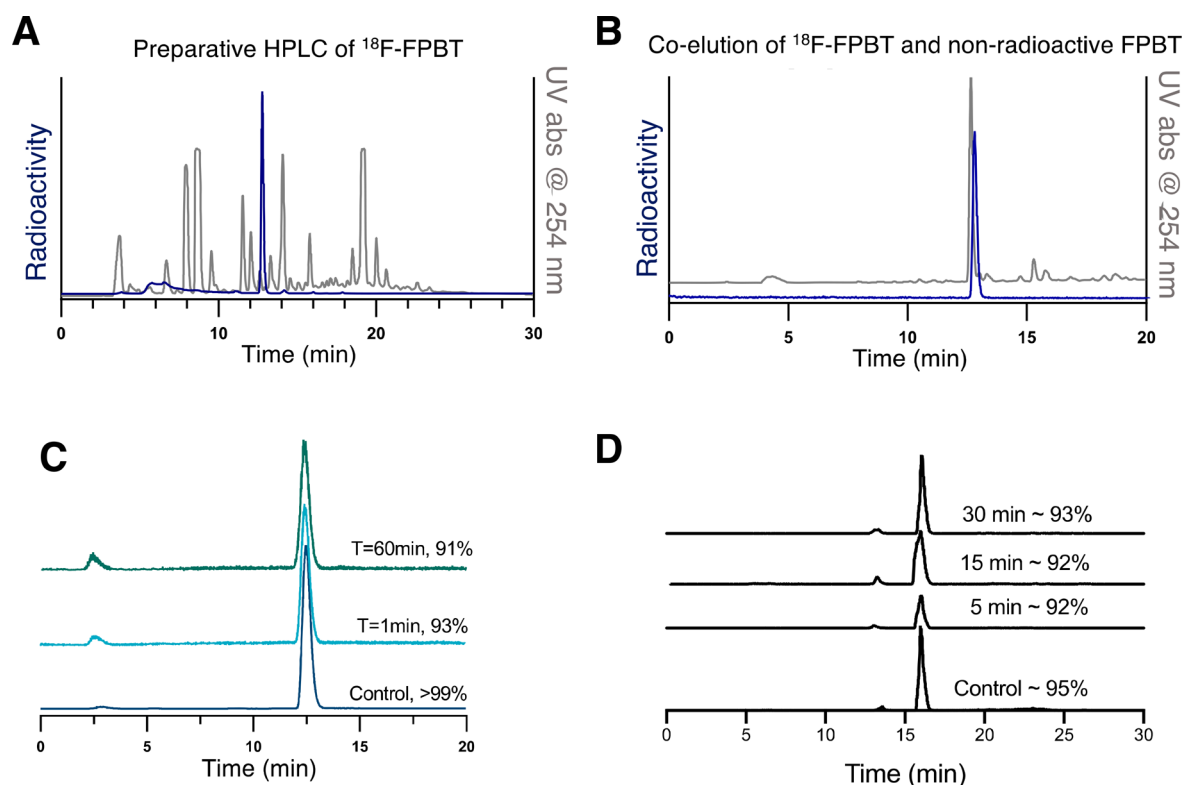 A
Preparative HPLC of ¹⁸F-FPBT
Radioactivity
UV abs @ 254 nm
0 10 20 30
Time (min)
B
Co-elution of ¹⁸F-FPBT and non-radioactive FPBT
Radioactivity
UV abs @ 254 nm
0 5 10 15 20
Time (min)
C
T=60min, 91%
T=1min, 93%
Control, >99%
0 5 10 15 20
Time (min)
D
30 min ~ 93%
15 min ~ 92%
5 min ~ 92%
Control ~ 95%
0 5 10 15 20 25 30
Time (min)